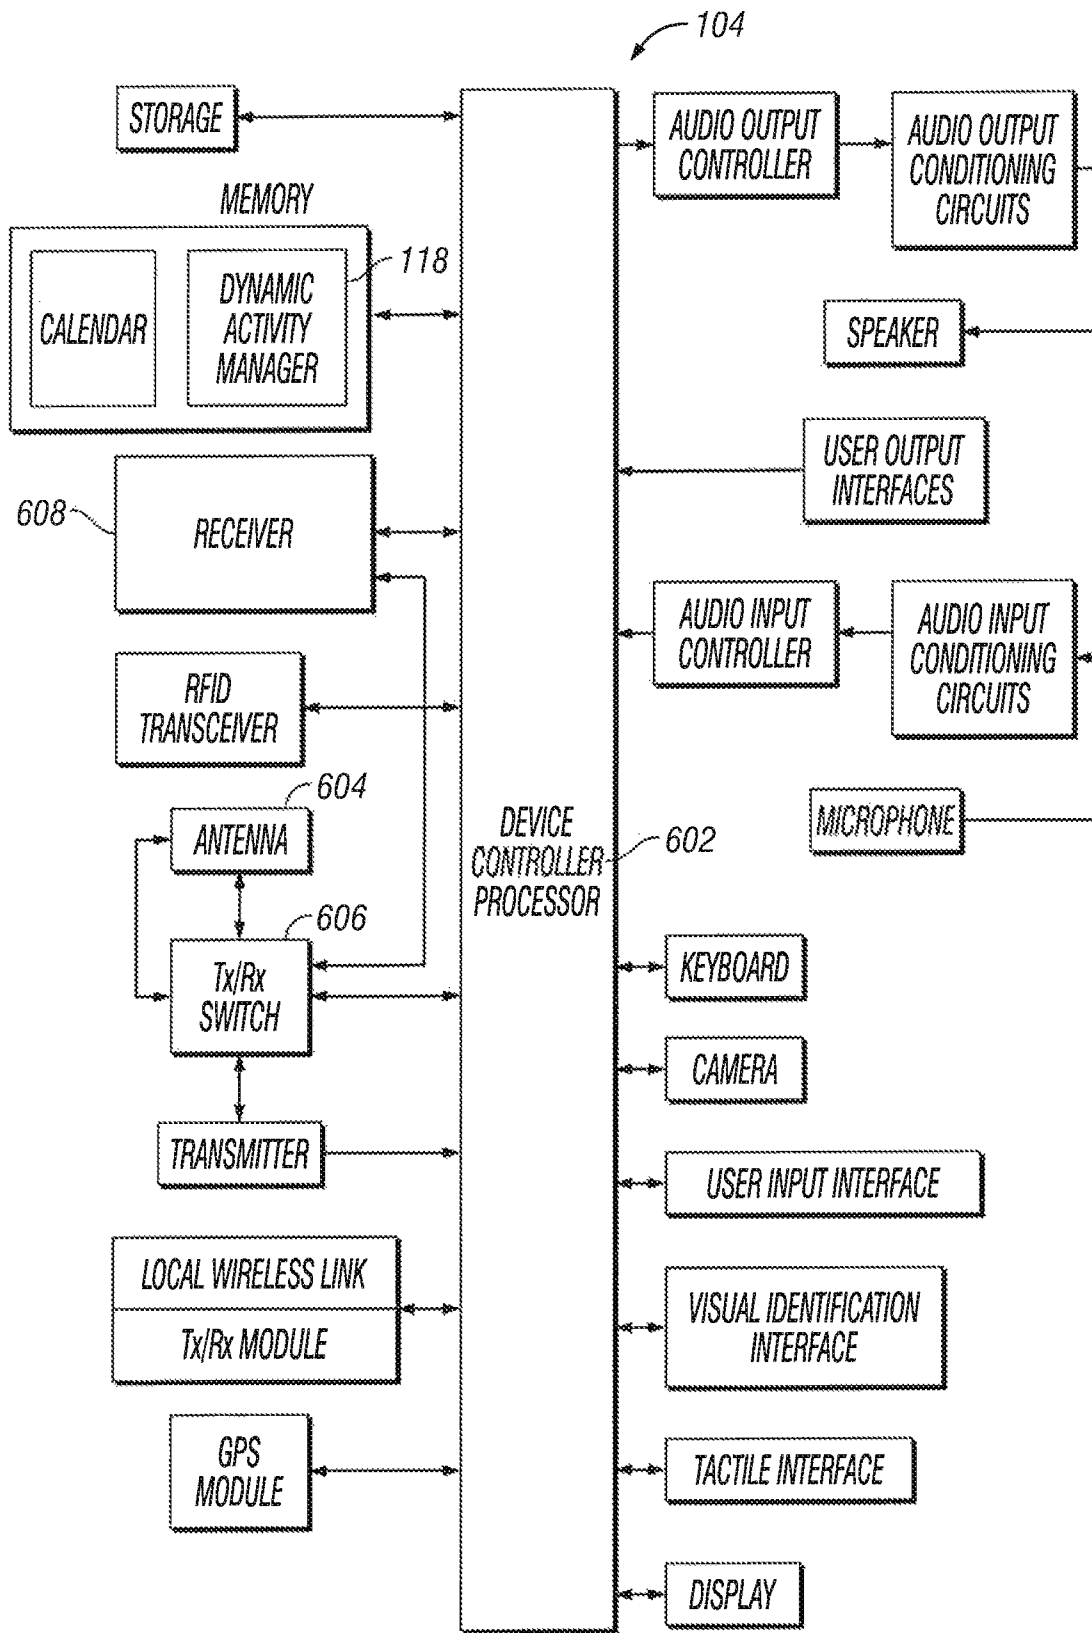 104
STORAGE
MEMORY
118
CALENDAR
DYNAMIC
ACTIVITY
MANAGER
608
RECEIVER
RFID
TRANSCEIVER
604
ANTENNA
606
Tx/Rx
SWITCH
TRANSMITTER
LOCAL WIRELESS LINK
Tx/Rx MODULE
GPS
MODULE
DEVICE
CONTROLLER
PROCESSOR
602
AUDIO OUTPUT
CONTROLLER
AUDIO OUTPUT
CONDITIONING
CIRCUITS
SPEAKER
USER OUTPUT
INTERFACES
AUDIO INPUT
CONTROLLER
AUDIO INPUT
CONDITIONING
CIRCUITS
MICROPHONE
KEYBOARD
CAMERA
USER INPUT INTERFACE
VISUAL IDENTIFICATION
INTERFACE
TACTILE INTERFACE
DISPLAY